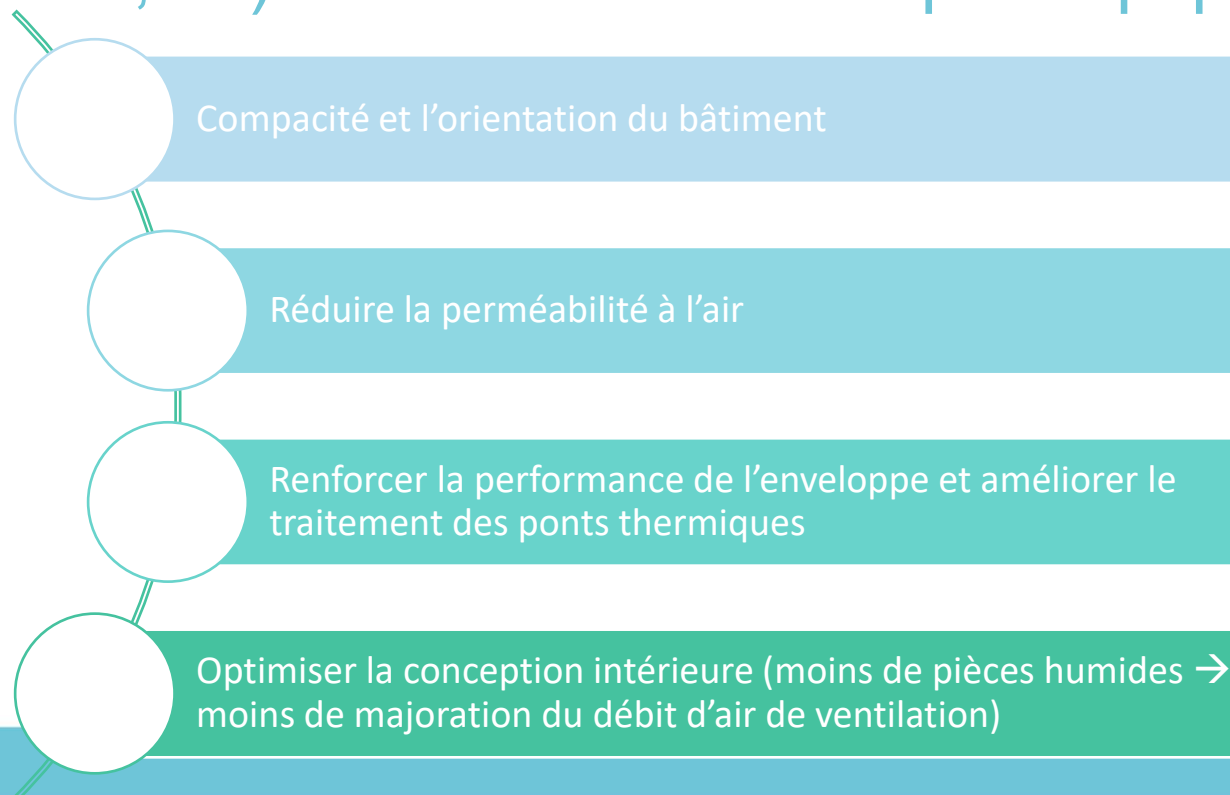 Compacité et l’orientation du bâtiment
Réduire la perméabilité à l’air
Renforcer la performance de l’enveloppe et améliorer le
traitement des ponts thermiques
Optimiser la conception intérieure (moins de pièces humides →
moins de majoration du débit d’air de ventilation)